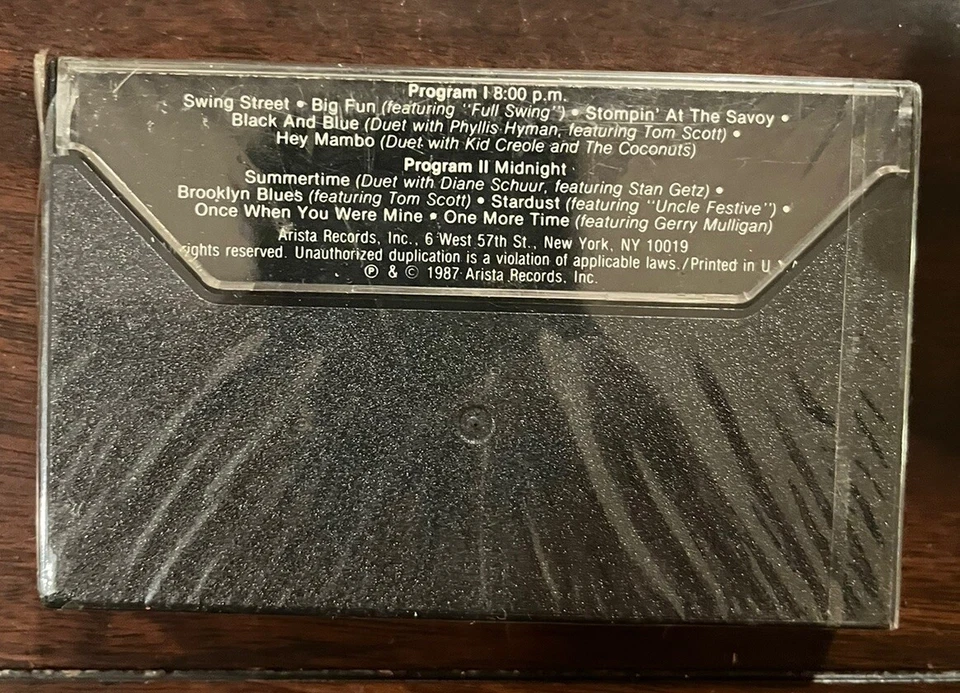 Program I 8:00 p.m.
Swing Street • Big Fun (featuring "Full Swing") • Stompin' At The Savoy •
Black And Blue (Duet with Phyllis Hyman, featuring Tom Scott) •
Hey Mambo (Duet with Kid Creole and The Coconuts)
Program II Midnight
Summertime (Duet with Diane Schuur, featuring Stan Getz) •
Brooklyn Blues (featuring Tom Scott) • Stardust (featuring "Uncle Festive") •
Once When You Were Mine • One More Time (featuring Gerry Mulligan)
Arista Records, Inc., 6 West 57th St., New York, NY 10019
rights reserved. Unauthorized duplication is a violation of applicable laws./Printed in U
℗ & © 1987 Arista Records, Inc.